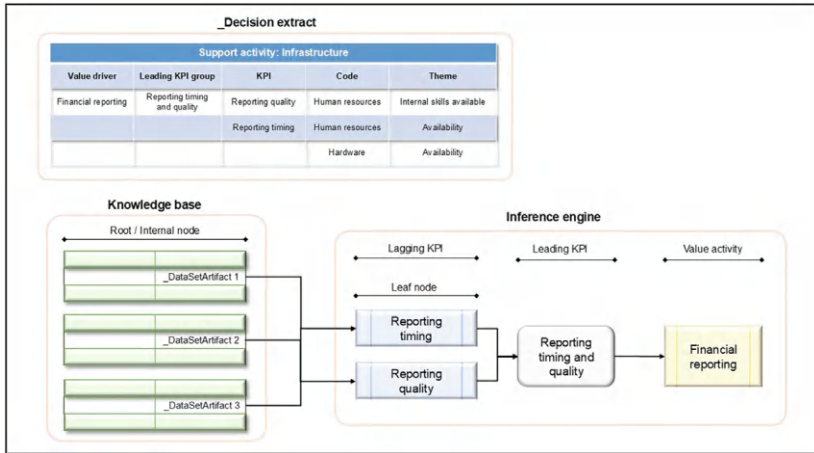 _Decision extract
Support activity: Infrastructure
Value driver Leading KPI group KPI Code Theme
Financial reporting Reporting timing and quality Reporting quality Human resources Internal skills available
Reporting timing Human resources Availability
Hardware Availability
Knowledge base
Root / Internal node
_DataSetArtifact 1
_DataSetArtifact 2
_DataSetArtifact 3
Inference engine
Lagging KPI Leading KPI Value activity
Leaf node
Reporting
timing
Reporting
quality
Reporting
timing and
quality
Financial
reporting